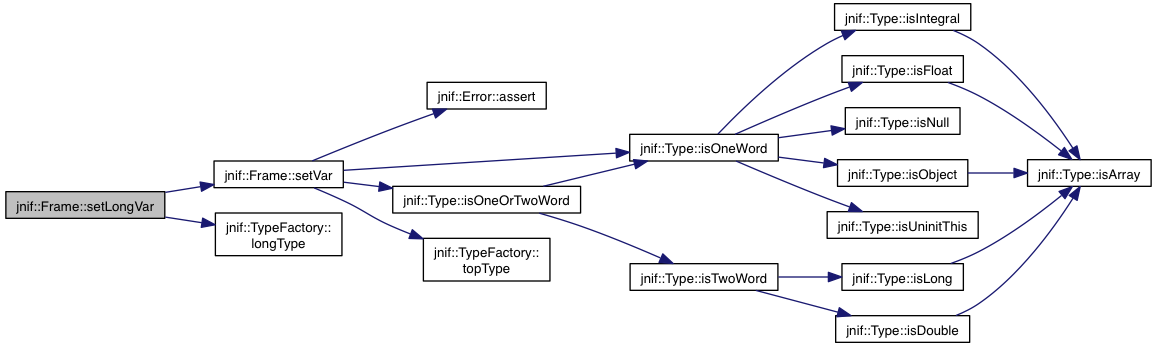 jnif::Frame::setLongVar
jnif::Frame::setVar
jnif::TypeFactory::
longType
jnif::Error::assert
jnif::Type::isOneOrTwoWord
jnif::TypeFactory::
topType
jnif::Type::isOneWord
jnif::Type::isTwoWord
jnif::Type::isIntegral
jnif::Type::isFloat
jnif::Type::isNull
jnif::Type::isObject
jnif::Type::isUninitThis
jnif::Type::isLong
jnif::Type::isDouble
jnif::Type::isArray